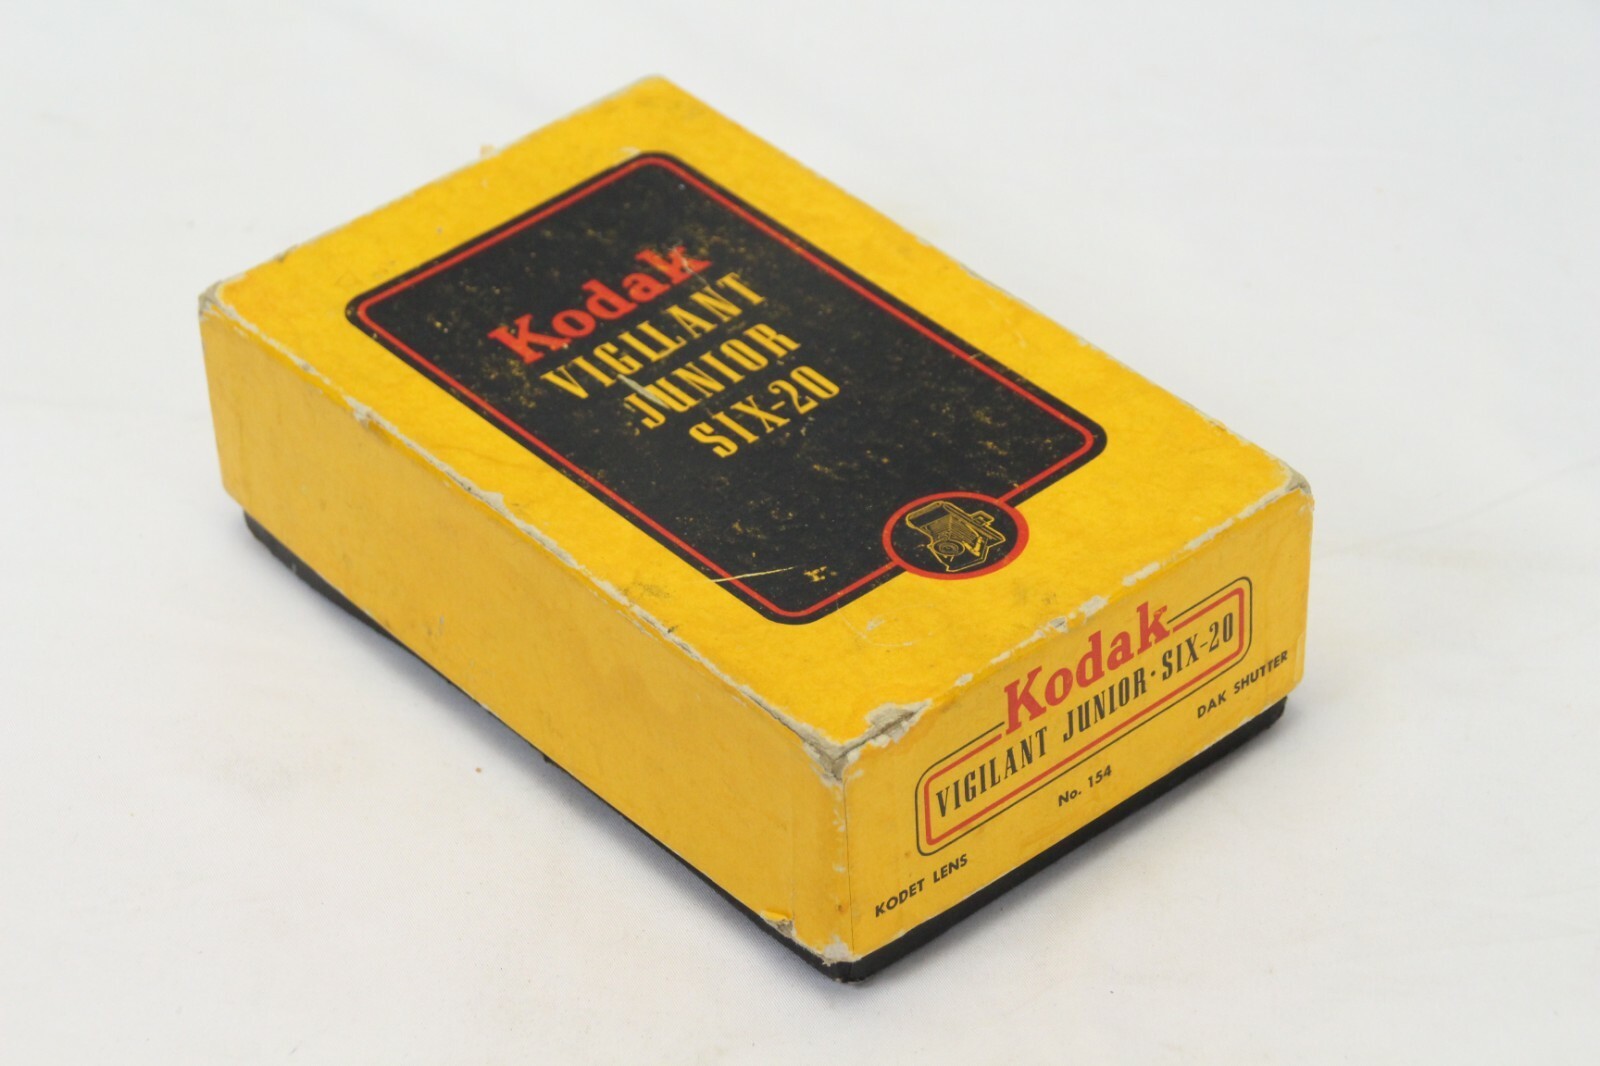 Kodak
VIGILANT
JUNIOR
SIX-20
Kodak
VIGILANT JUNIOR·SIX-20
KODET LENS
No. 154
DAK SHUTTER